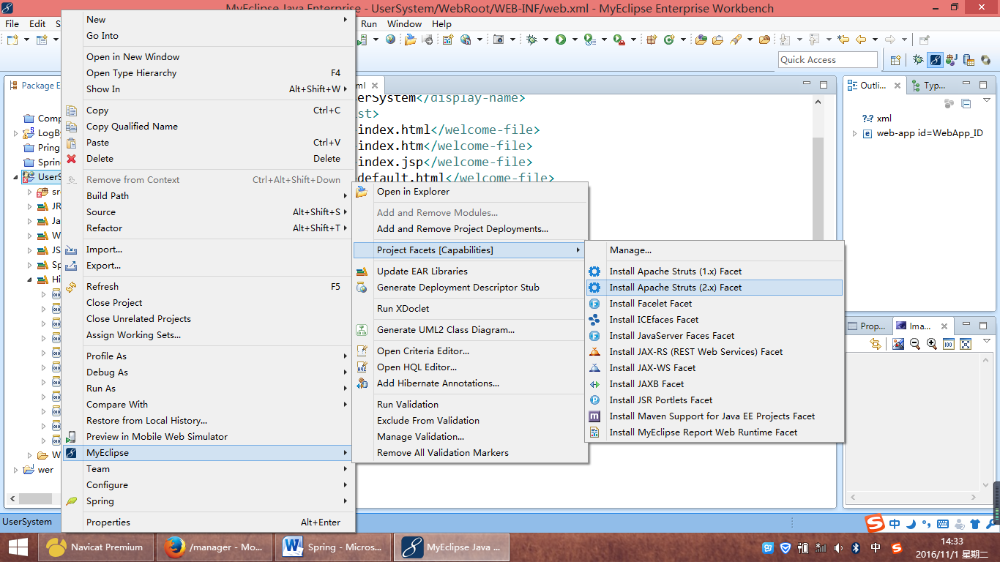 MyEclipse Java Enterprise - UserSystem/WebRoot/WEB-INF/web.xml - MyEclipse Enterprise Workbench
File Edit S
Run Window Help
Quick Access
Package E
Comp
LogBy
Pring
Sprin
UserS
src
JR
Ja
W
JS
Sp
Hi
W
wer
New
Go Into
Open in New Window
Open Type Hierarchy F4
Show In Alt+Shift+W
Copy Ctrl+C
Copy Qualified Name
Paste Ctrl+V
Delete Delete
Remove from Context Ctrl+Alt+Shift+Down
Build Path
Source Alt+Shift+S
Refactor Alt+Shift+T
Import...
Export...
Refresh F5
Close Project
Close Unrelated Projects
Assign Working Sets...
Profile As
Debug As
Run As
Compare With
Restore from Local History...
Preview in Mobile Web Simulator
MyEclipse
Team
Configure
Spring
Properties Alt+Enter
ml
serSystem</display-name>
ist>
index.html</welcome-file>
index.htm</welcome-file>
index.jsp</welcome-file>
default.html</welcome-file>
Open in Explorer
Add and Remove Modules...
Add and Remove Project Deployments...
Project Facets [Capabilities]
Update EAR Libraries
Generate Deployment Descriptor Stub
Run XDoclet
Generate UML2 Class Diagram...
Open Criteria Editor...
Open HQL Editor...
Add Hibernate Annotations...
Run Validation
Exclude From Validation
Manage Validation...
Remove All Validation Markers
Manage...
Install Apache Struts (1.x) Facet
Install Apache Struts (2.x) Facet
Install Facelet Facet
Install ICEfaces Facet
Install JavaServer Faces Facet
Install JAX-RS (REST Web Services) Facet
Install JAX-WS Facet
Install JAXB Facet
Install JSR Portlets Facet
Install Maven Support for Java EE Projects Facet
Install MyEclipse Report Web Runtime Facet
Outli... Typ...
xml
web-app id=WebApp_ID
Prop... Ima...
UserSystem
中
Navicat Premium
/manager - Mo...
Spring - Micros...
MyEclipse Java ...
中
14:33
2016/11/1 星期二